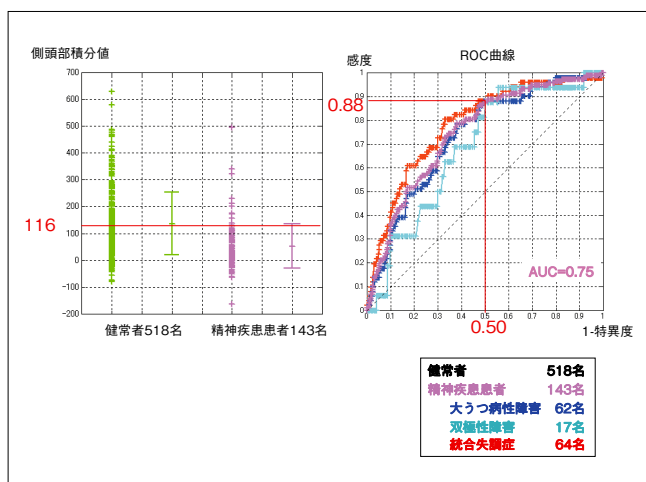 側頭部積分値
700
600
500
400
300
200
100
0
-100
-200
116
健常者518名
精神疾患患者143名
感度
ROC曲線
1
0.9
0.8
0.7
0.6
0.5
0.4
0.3
0.2
0.1
0
0.88
AUC=0.75
0 0.1 0.2 0.3 0.4 0.5 0.6 0.7 0.8 0.9 1
0.50
1-特異度
健常者 518名
精神疾患患者 143名
大うつ病性障害 62名
双極性障害 17名
統合失調症 64名